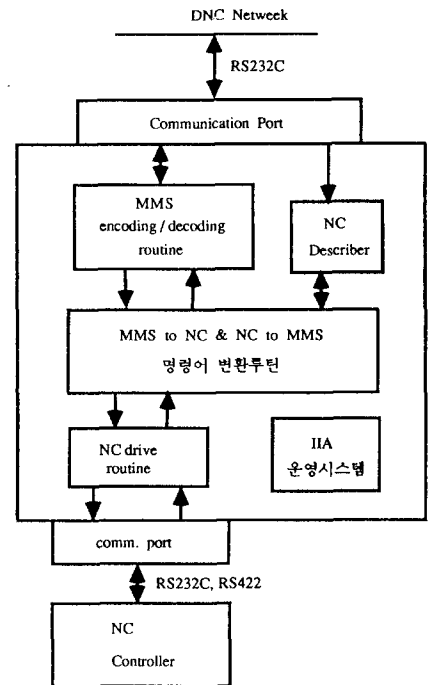 DNC Netweek
RS232C
Communication Port
MMS
encoding / decoding
routine
NC
Describer
MMS to NC & NC to MMS
명령어 변환루틴
NC drive
routine
IIA
운영시스템
comm. port
RS232C, RS422
NC
Controller